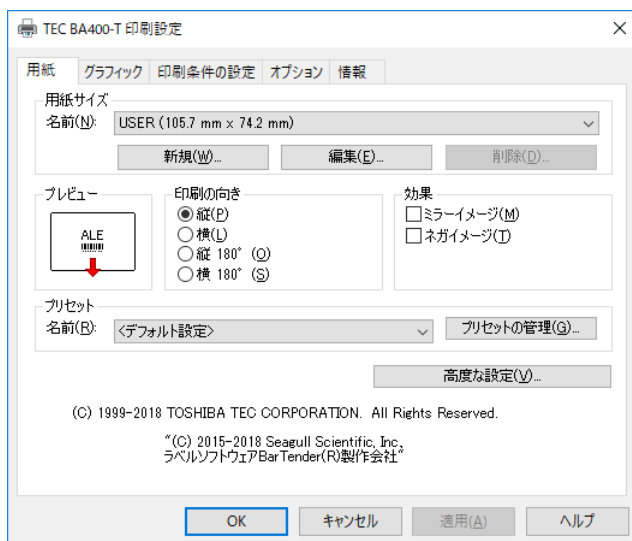 TEC BA400-T 印刷設定
用紙 グラフィック 印刷条件の設定 オプション 情報
用紙サイズ
名前(N): USER (105.7 mm × 74.2 mm)
新規(W)... 編集(E)... 削除(D)...
プレビュー
ALE
印刷の向き
縦(P)
横(L)
縦 180° (O)
横 180° (S)
効果
ミラーイメージ(M)
ネガイメージ(T)
プリセット
名前(R): <デフォルト設定> プリセットの管理(G)...
高度な設定(V)...
(C) 1999-2018 TOSHIBA TEC CORPORATION. All Rights Reserved.
"(C) 2015-2018 Seagull Scientific, Inc.
ラベルソフトウェアBarTender(R)製作会社"
OK キャンセル 適用(A) ヘルプ